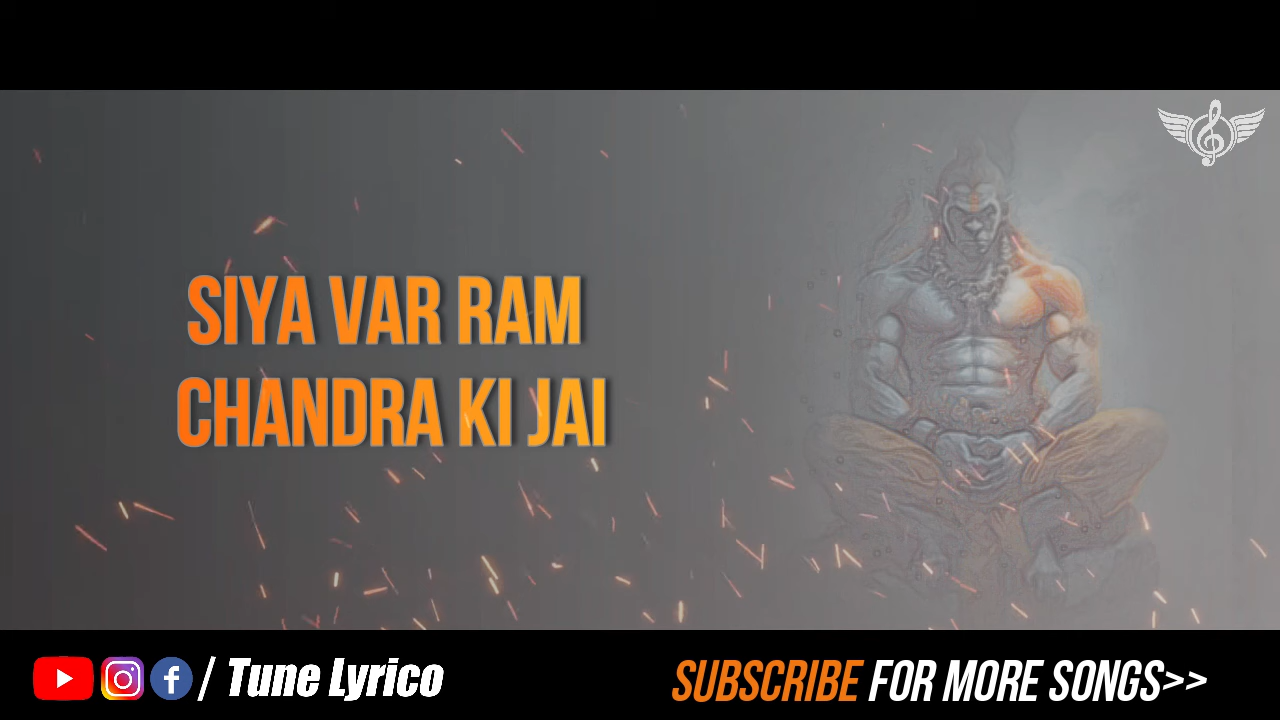 SIYA VAR RAM
CHANDRA KI JAI
/ Tune Lyrico
SUBSCRIBE FOR MORE SONGS>>